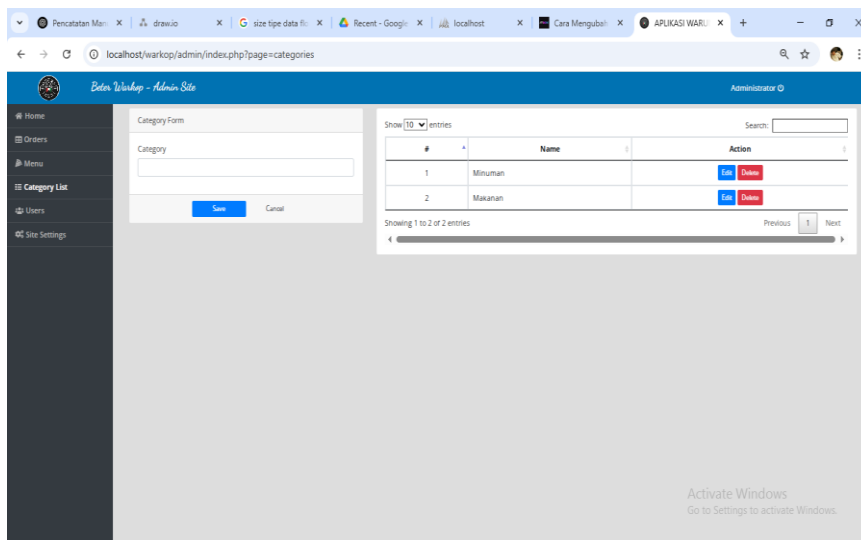 Pencatatan Man
draw.io
size tipe data flo
Recent - Google
localhost
Cara Mengubah
APLIKASI WARU
localhost/warkop/admin/index.php?page=categories
Beter Warkop - Admin Site
Administrator
Home
Orders
Menu
Category List
Users
Site Settings
Category Form
Category
Save Cancel
Show 10 entries
Search:
# Name Action
1 Minuman Edit Delete
2 Makanan Edit Delete
Showing 1 to 2 of 2 entries
Previous 1 Next
Activate Windows
Go to Settings to activate Windows.